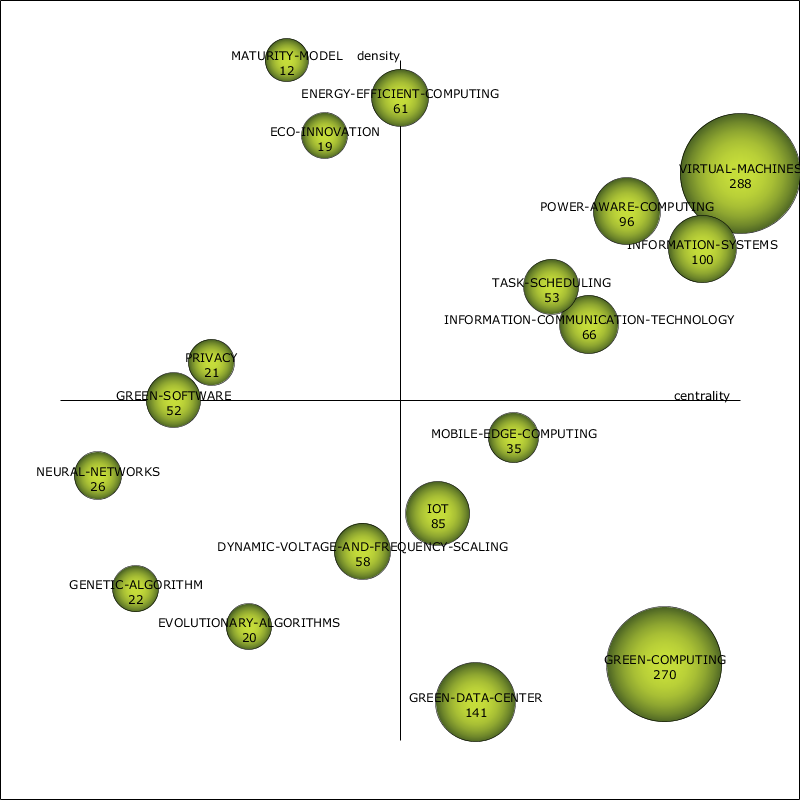 MATURITY-MODEL
12
density
ENERGY-EFFICIENT-COMPUTING
61
ECO-INNOVATION
19
VIRTUAL-MACHINES
288
POWER-AWARE-COMPUTING
96
INFORMATION-SYSTEMS
100
TASK-SCHEDULING
53
INFORMATION-COMMUNICATION-TECHNOLOGY
66
PRIVACY
21
GREEN-SOFTWARE
52
centrality
MOBILE-EDGE-COMPUTING
35
NEURAL-NETWORKS
26
IOT
85
DYNAMIC-VOLTAGE-AND-FREQUENCY-SCALING
58
GENETIC-ALGORITHM
22
EVOLUTIONARY-ALGORITHMS
20
GREEN-COMPUTING
270
GREEN-DATA-CENTER
141